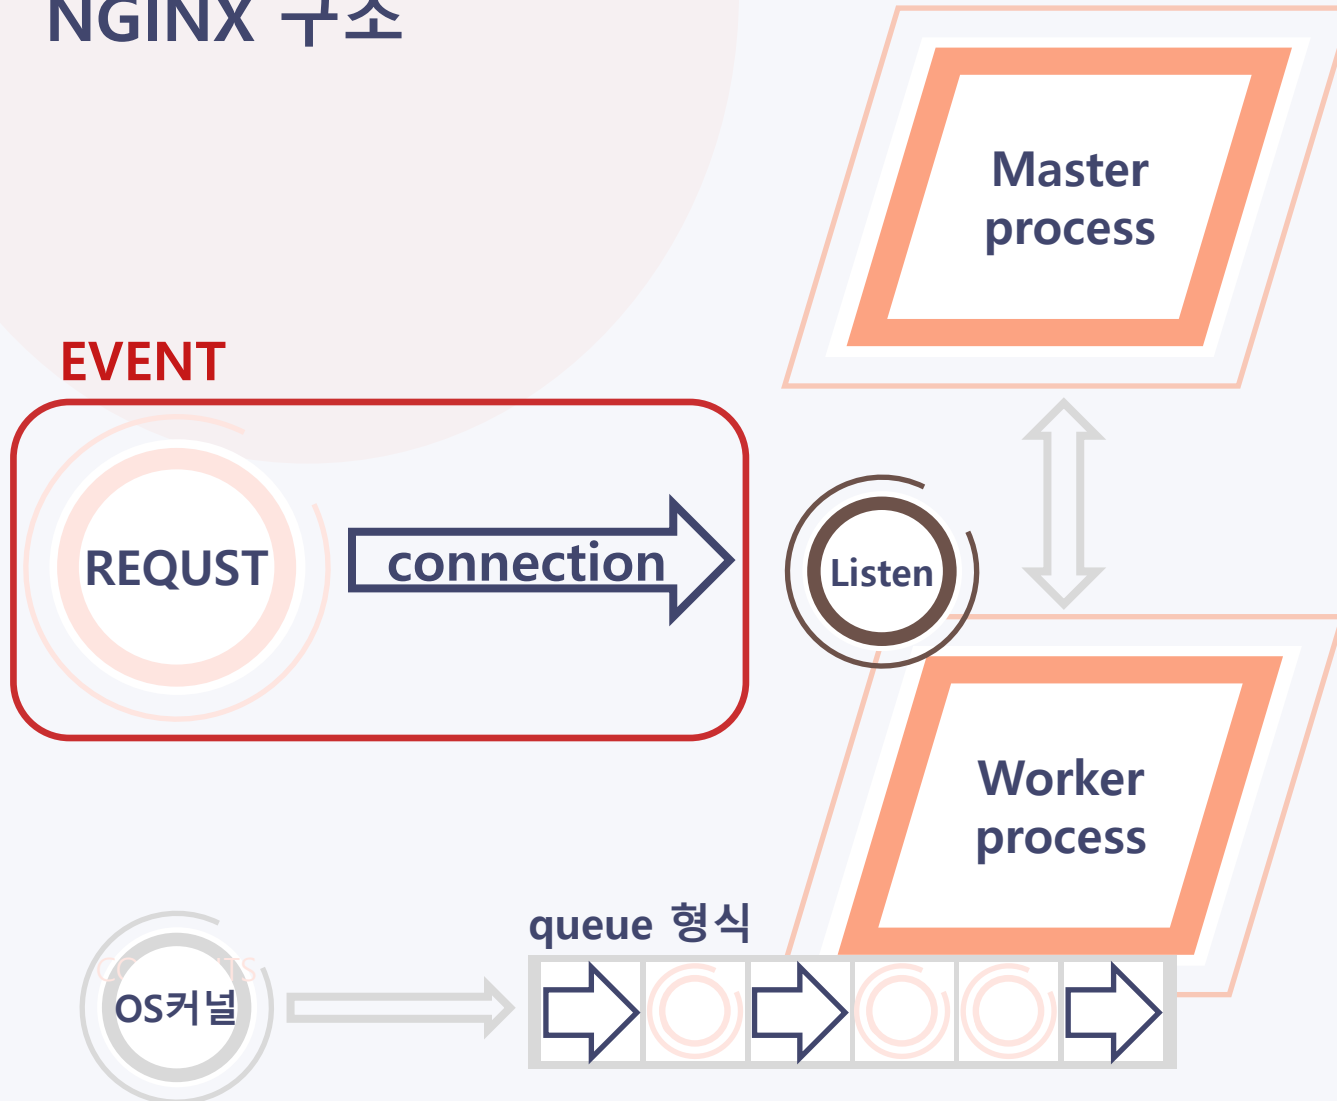 NGINX 구조
Master
process
EVENT
REQUST
connection
Listen
Worker
process
queue 형식
OS커널